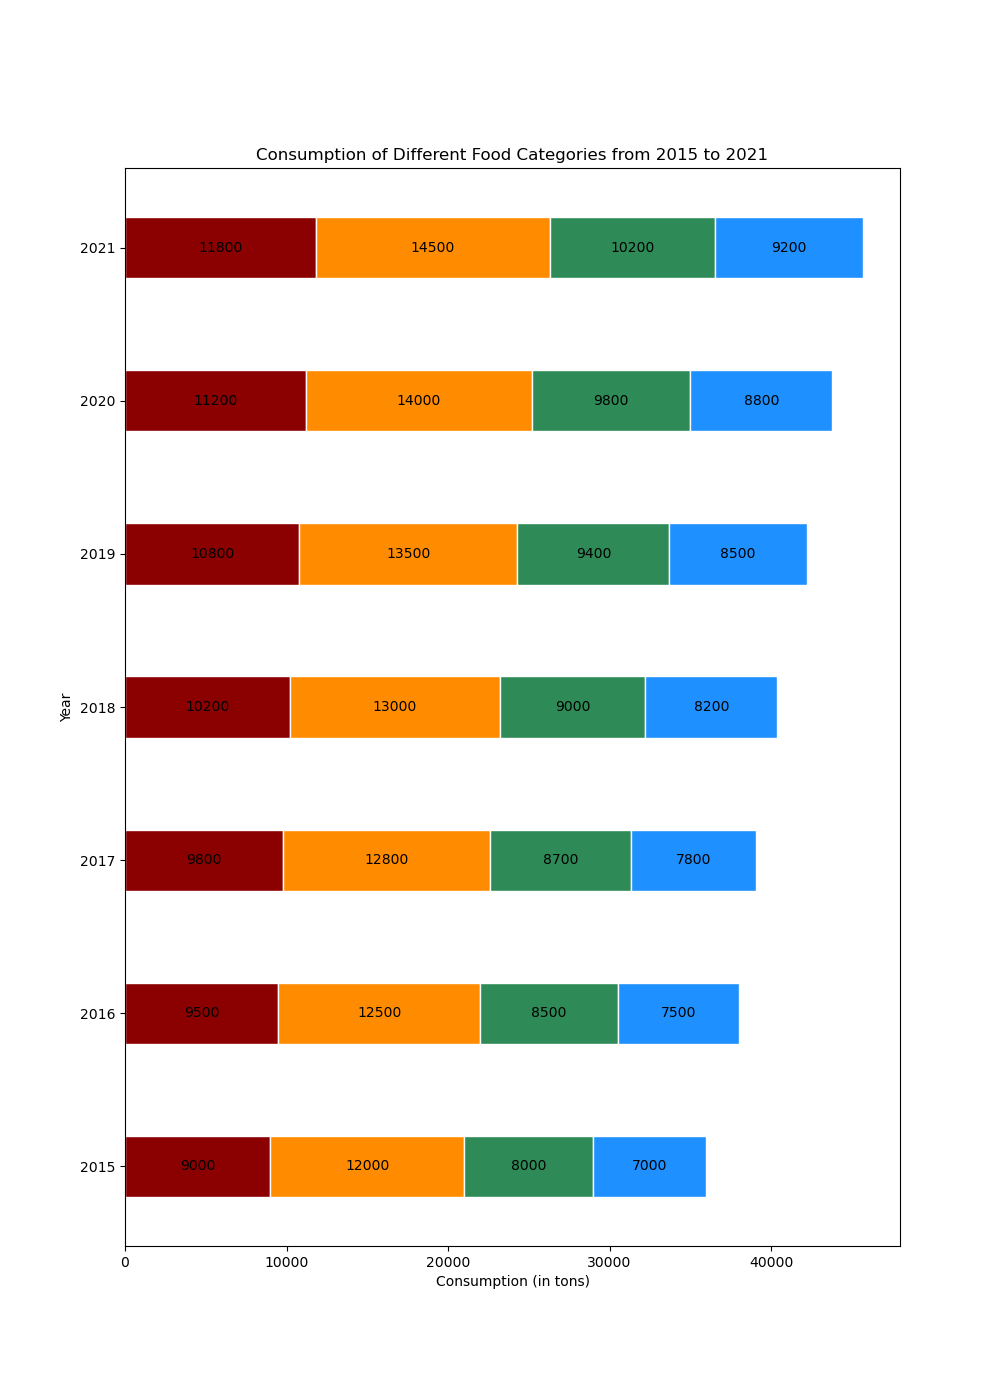 Consumption of Different Food Categories from 2015 to 2021
2021 11800 14500 10200 9200
2020 11200 14000 9800 8800
2019 10800 13500 9400 8500
Year
2018 10200 13000 9000 8200
2017 9800 12800 8700 7800
2016 9500 12500 8500 7500
2015 9000 12000 8000 7000
0 10000 20000 30000 40000
Consumption (in tons)